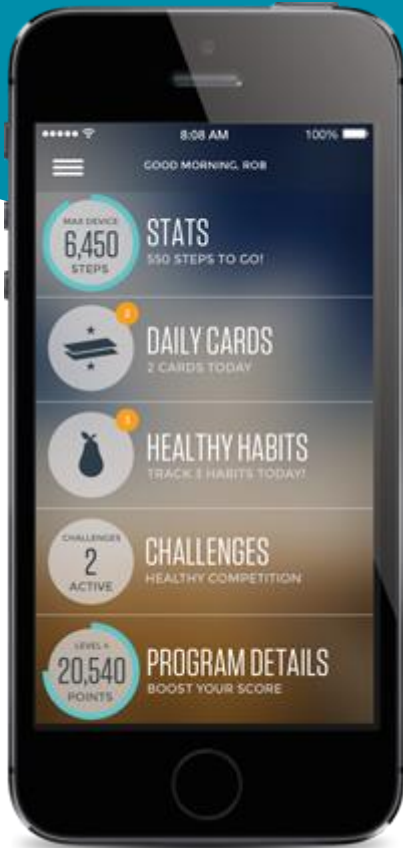 8:08 AM
100%
GOOD MORNING, ROB
MAX DEVICE
6,450
STEPS
STATS
550 STEPS TO GO!
2
DAILY CARDS
2 CARDS TODAY
3
HEALTHY HABITS
TRACK 3 HABITS TODAY!
CHALLENGES
2
ACTIVE
CHALLENGES
HEALTHY COMPETITION
LEVEL 4
20,540
POINTS
PROGRAM DETAILS
BOOST YOUR SCORE